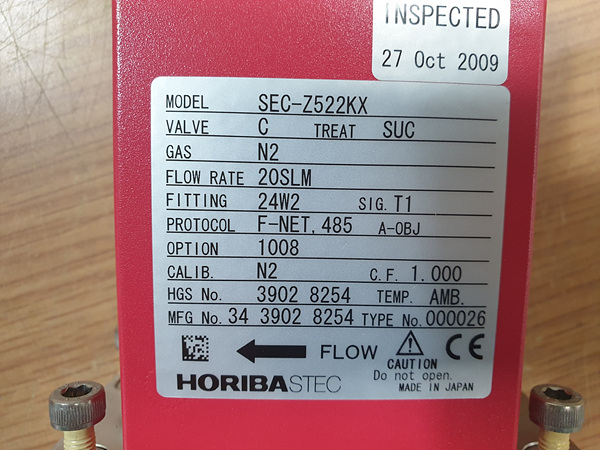 INSPECTED
27 Oct 2009
MODEL SEC-Z522KX
VALVE C TREAT SUC
GAS N2
FLOW RATE 20SLM
FITTING 24W2 SIG. T1
PROTOCOL F-NET, 485 A-OBJ
OPTION 1008
CALIB. N2 C.F. 1.000
HGS No. 3902 8254 TEMP. AMB.
MFG No. 34 3902 8254 TYPE No. 000026
FLOW CE
CAUTION
Do not open.
HORIBASTEC MADE IN JAPAN